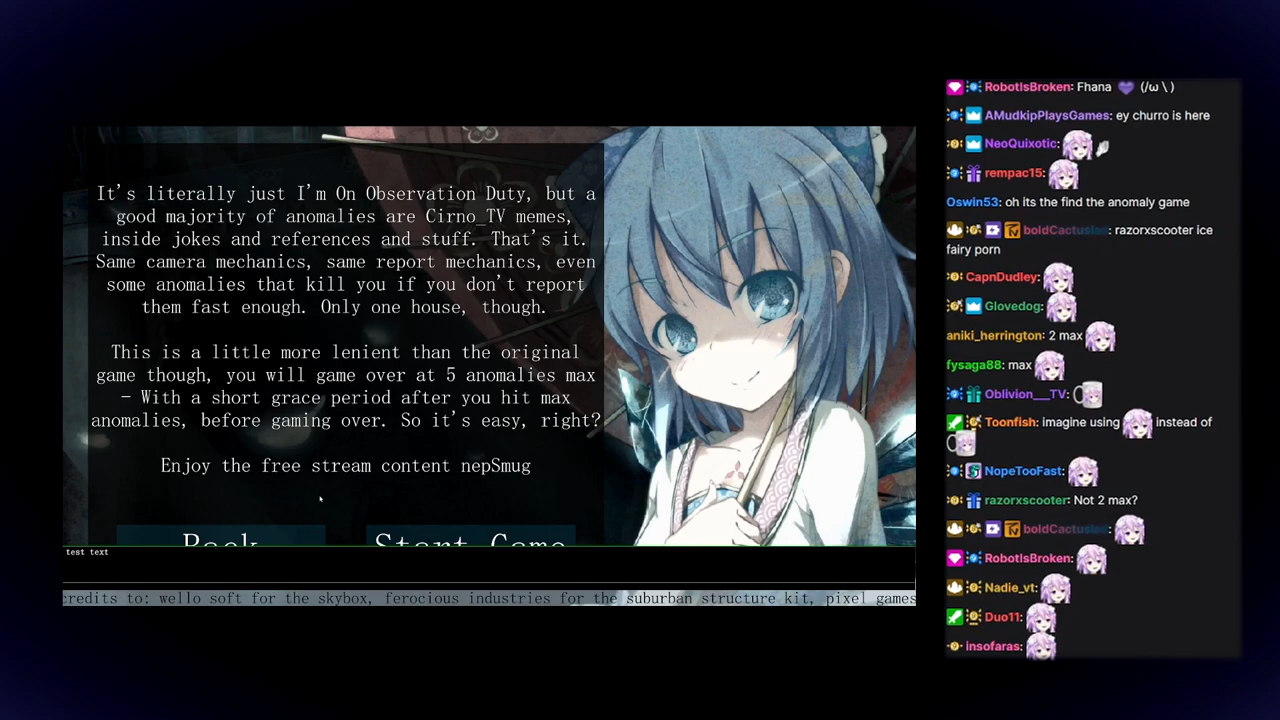 It's literally just I'm On Observation Duty, but a
good majority of anomalies are Cirno_TV memes,
inside jokes and references and stuff. That's it.
Same camera mechanics, same report mechanics, even
some anomalies that kill you if you don't report
them fast enough. Only one house, though.
This is a little more lenient than the original
game though, you will game over at 5 anomalies max
- With a short grace period after you hit max
anomalies, before gaming over. So it's easy, right?
Enjoy the free stream content nepSmug
Back
Start Game
test text
credits to: wello soft for the skybox, ferocious industries for the suburban structure kit, pixel games
RobotIsBroken: Fhana 💜 (/ω\)
AMudkipPlaysGames: ey churro is here
NeoQuixotic:
rempac15:
Oswin53: oh its the find the anomaly game
boldCactuslad: razorxscooter ice
fairy porn
CapnDudley:
Glovedog:
aniki_herrington: 2 max
fysaga88: max
Oblivion___TV:
Toonfish: imagine using instead of
NopeTooFast:
razorxscooter: Not 2 max?
boldCactuslad:
RobotIsBroken:
Nadie_vt:
Duo11:
insofaras: